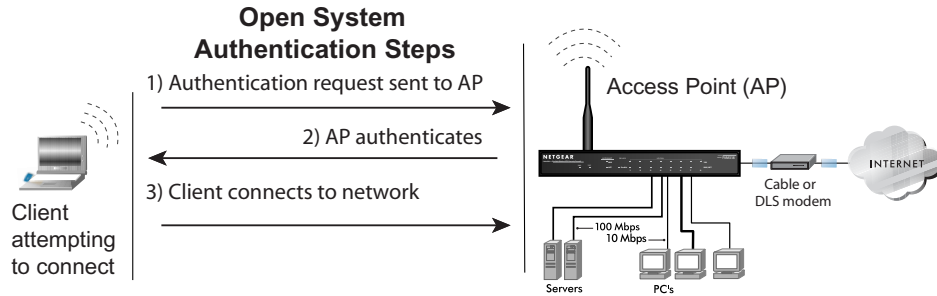 Open System
Authentication Steps
1) Authentication request sent to AP
2) AP authenticates
3) Client connects to network
Client
attempting
to connect
Access Point (AP)
NETGEAR
INTERNET
Cable or
DLS modem
100 Mbps
10 Mbps
Servers
PC's